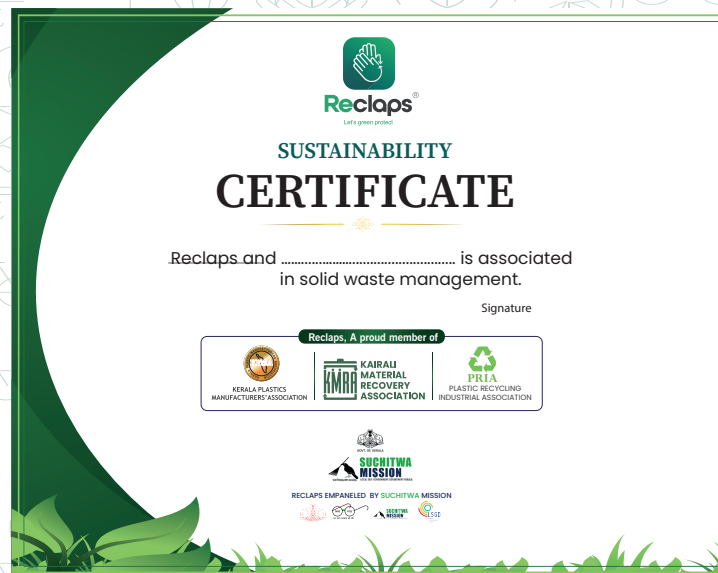 Reclaps®
Let's green protect
SUSTAINABILITY
CERTIFICATE
Reclaps and ..................................................... is associated
in solid waste management.
Signature
Reclaps, A proud member of
KERALA PLASTICS
MANUFACTURERS'ASSOCIATION
KMRA
KAIRALI
MATERIAL
RECOVERY
ASSOCIATION
PRIA
PLASTIC RECYCLING
INDUSTRIAL ASSOCIATION
GOVT. OF KERALA
SUCHITWA
MISSION
RECLAPS EMPANELED BY SUCHITWA MISSION
SUCHITWA
MISSION
LSGD